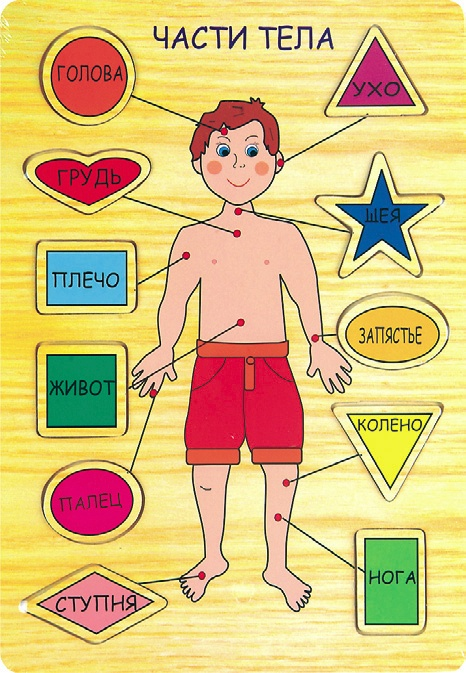 ЧАСТИ ТЕЛА
ГОЛОВА
УХО
ГРУДЬ
ШЕЯ
ПЛЕЧО
ЗАПЯСТЬЕ
ЖИВОТ
КОЛЕНО
ПАЛЕЦ
НОГА
СТУПНЯ